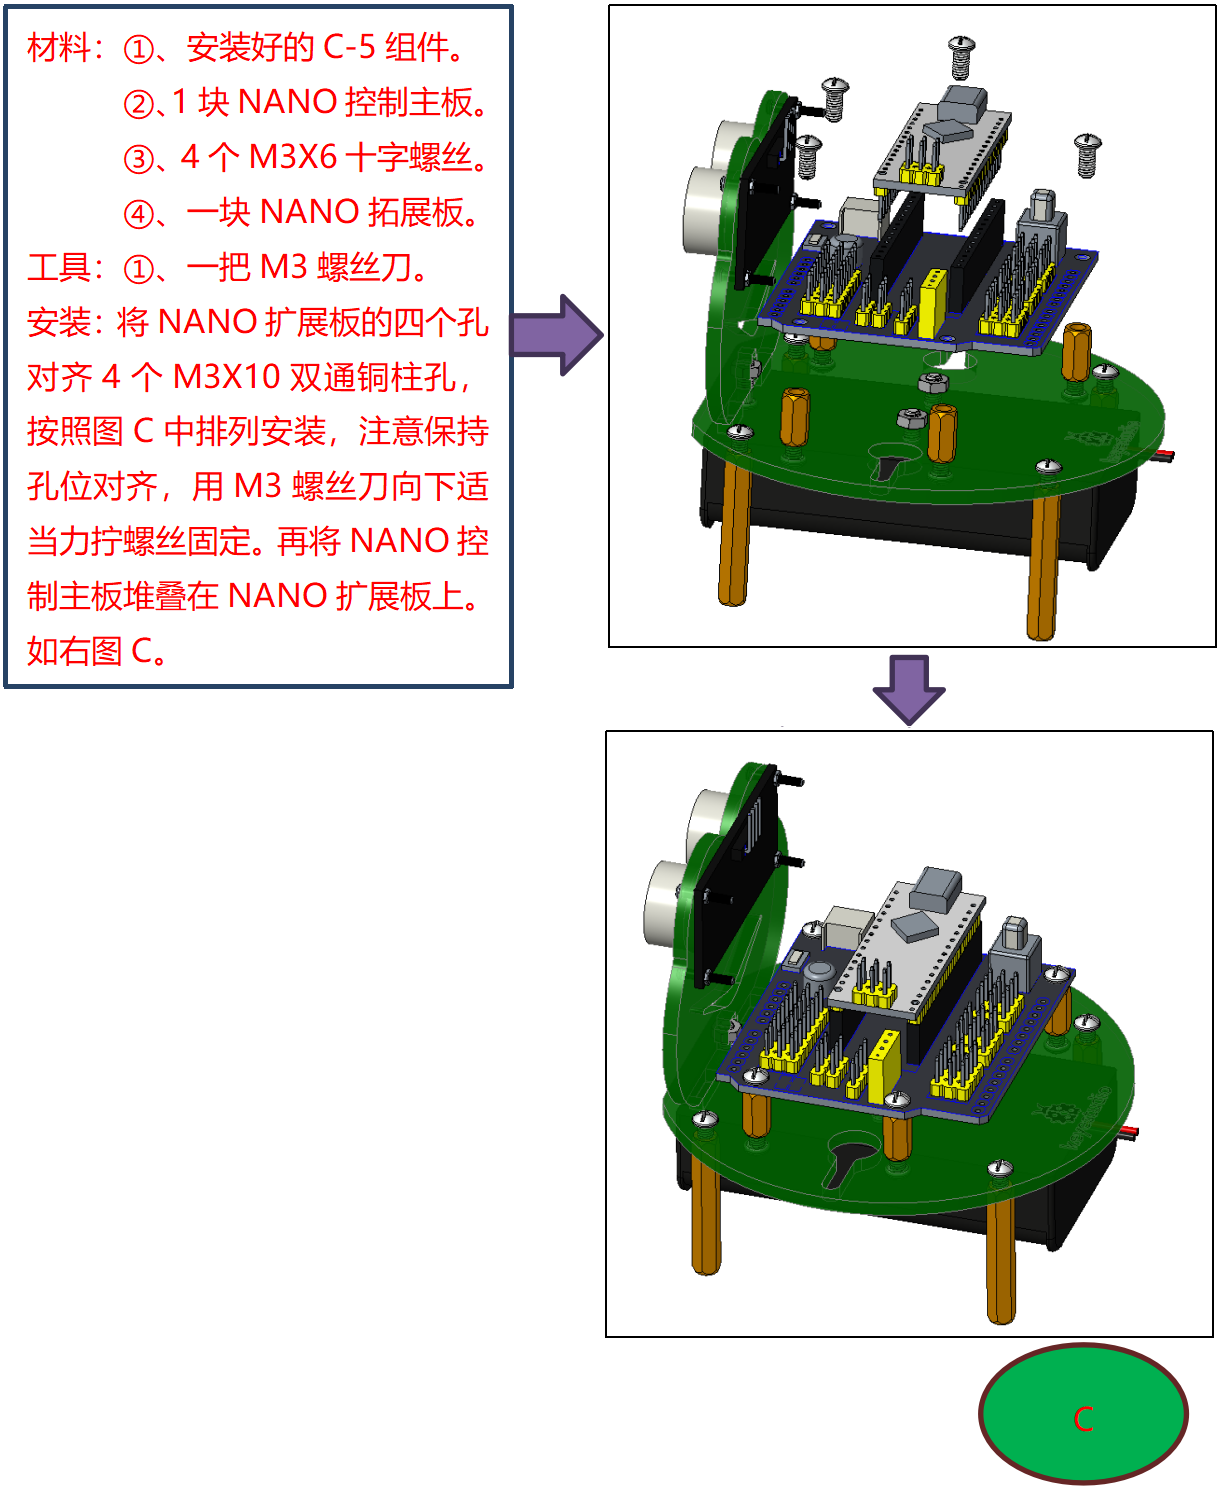 材料：①、安装好的 C-5 组件。
②、1 块 NANO 控制主板。
③、4 个 M3X6 十字螺丝。
④、一块 NANO 拓展板。
工具：①、一把 M3 螺丝刀。
安装：将 NANO 扩展板的四个孔
对齐 4 个 M3X10 双通铜柱孔，
按照图 C 中排列安装，注意保持
孔位对齐，用 M3 螺丝刀向下适
当力拧螺丝固定。再将 NANO 控
制主板堆叠在 NANO 扩展板上。
如右图 C。
C